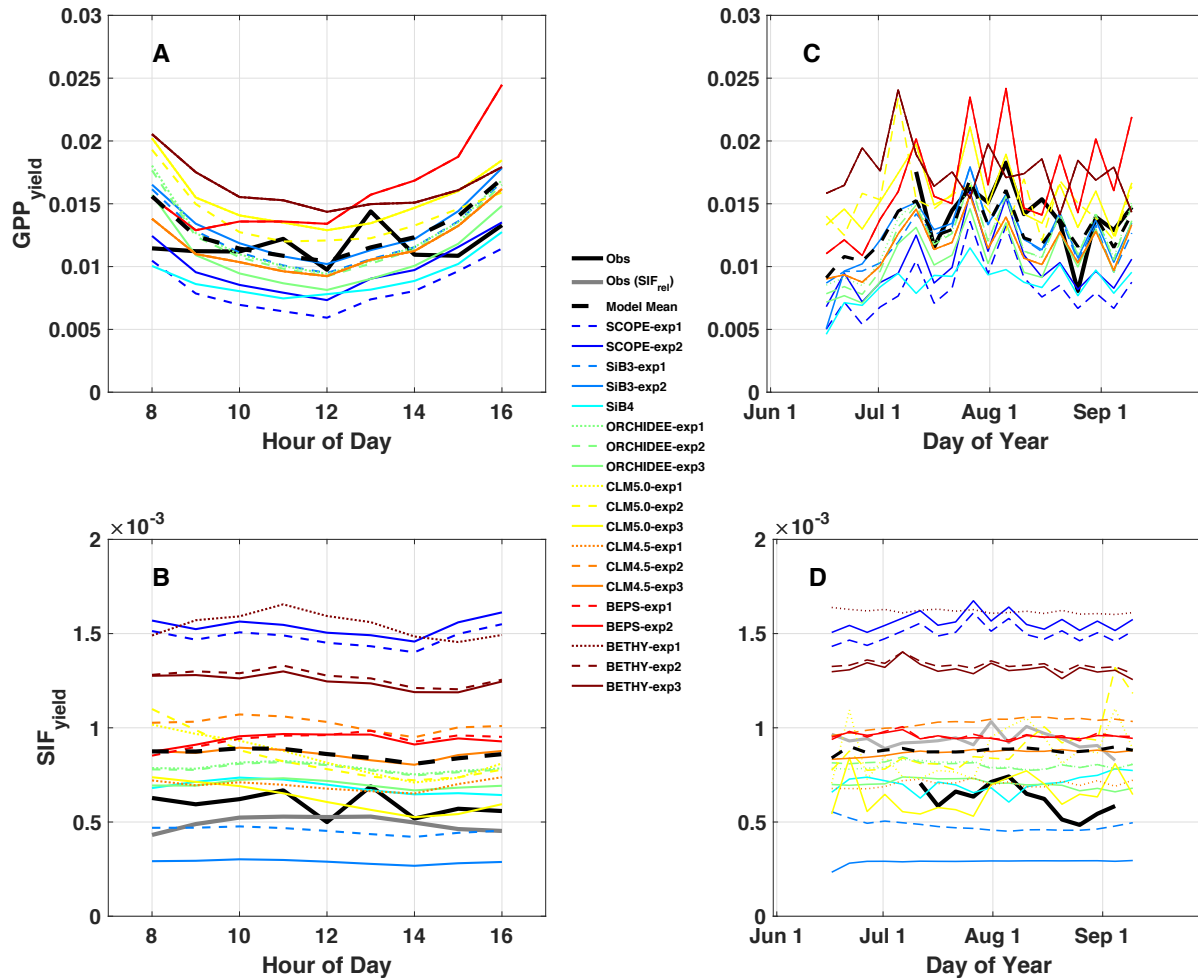 A
GPP_yield
0.03
0.025
0.02
0.015
0.01
0.005
0
8
10
12
14
16
Hour of Day
C
0.03
0.025
0.02
0.015
0.01
0.005
0
Jun 1
Jul 1
Aug 1
Sep 1
Day of Year
Obs
Obs (SIF_rel)
Model Mean
SCOPE-exp1
SCOPE-exp2
SiB3-exp1
SiB3-exp2
SiB4
ORCHIDEE-exp1
ORCHIDEE-exp2
ORCHIDEE-exp3
CLM5.0-exp1
CLM5.0-exp2
CLM5.0-exp3
CLM4.5-exp1
CLM4.5-exp2
CLM4.5-exp3
BEPS-exp1
BEPS-exp2
BETHY-exp1
BETHY-exp2
BETHY-exp3
B
×10⁻³
SIF_yield
2
1.5
1
0.5
0
8
10
12
14
16
Hour of Day
D
×10⁻³
2
1.5
1
0.5
0
Jun 1
Jul 1
Aug 1
Sep 1
Day of Year